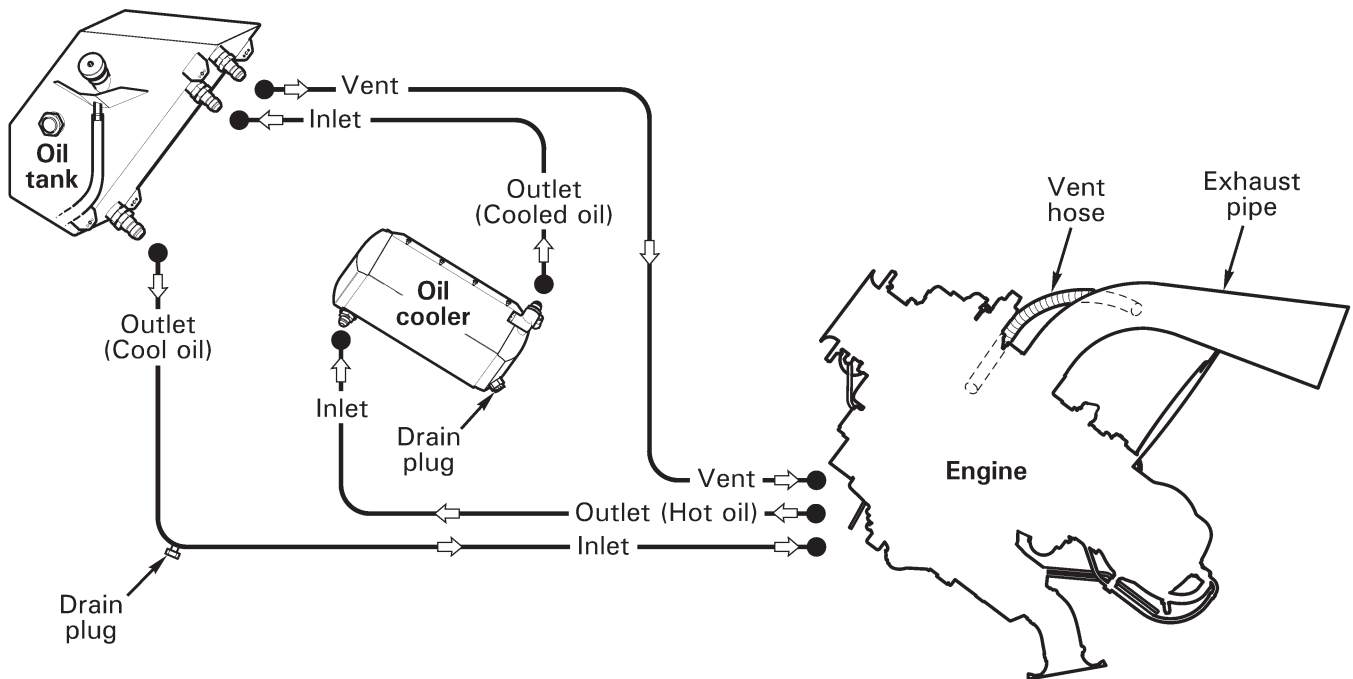 Vent
Inlet
Oil
tank
Outlet
(Cooled oil)
Vent
hose
Exhaust
pipe
Oil
cooler
Outlet
(Cool oil)
Inlet
Drain
plug
Vent
Engine
Outlet (Hot oil)
Inlet
Drain
plug